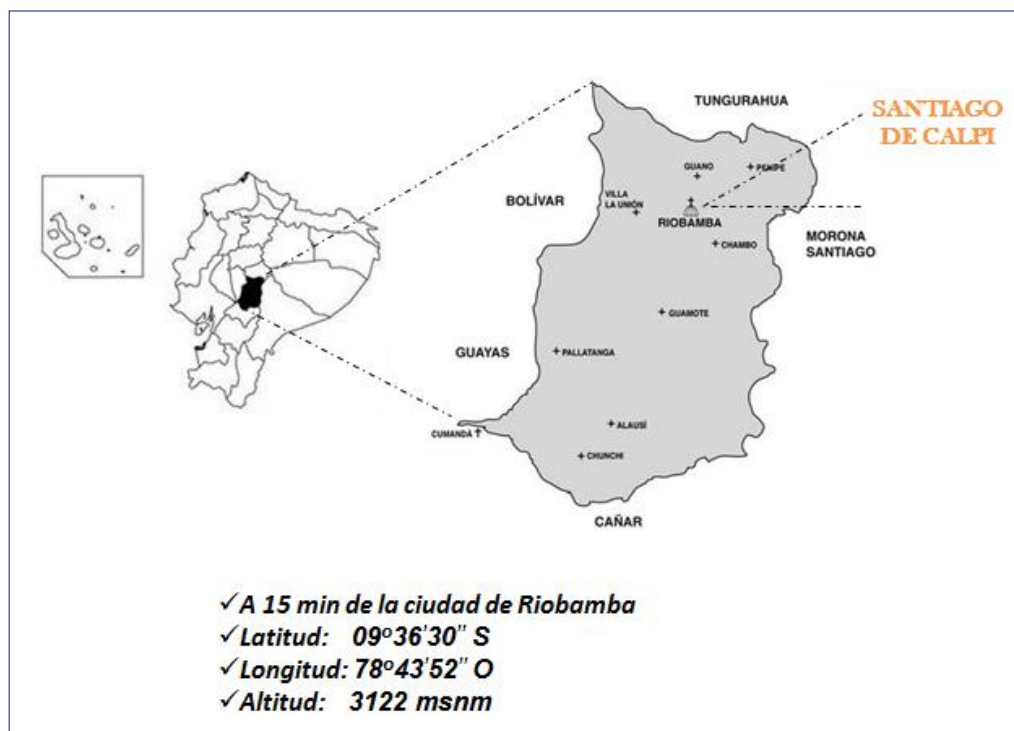 TUNGURAHUA
SANTIAGO
DE CALPI
GUANO
PENIPE
BOLÍVAR
VILLA
LA UNIÓN
RIOBAMBA
MORONA
SANTIAGO
CHAMBO
GUAMOTE
GUAYAS
PALLATANGA
CUMANDÁ
ALAUSÍ
CHUNCHI
CAÑAR
✓A 15 min de la ciudad de Riobamba
✓Latitud: 09º36'30'' S
✓Longitud: 78º43'52'' O
✓Altitud: 3122 msnm